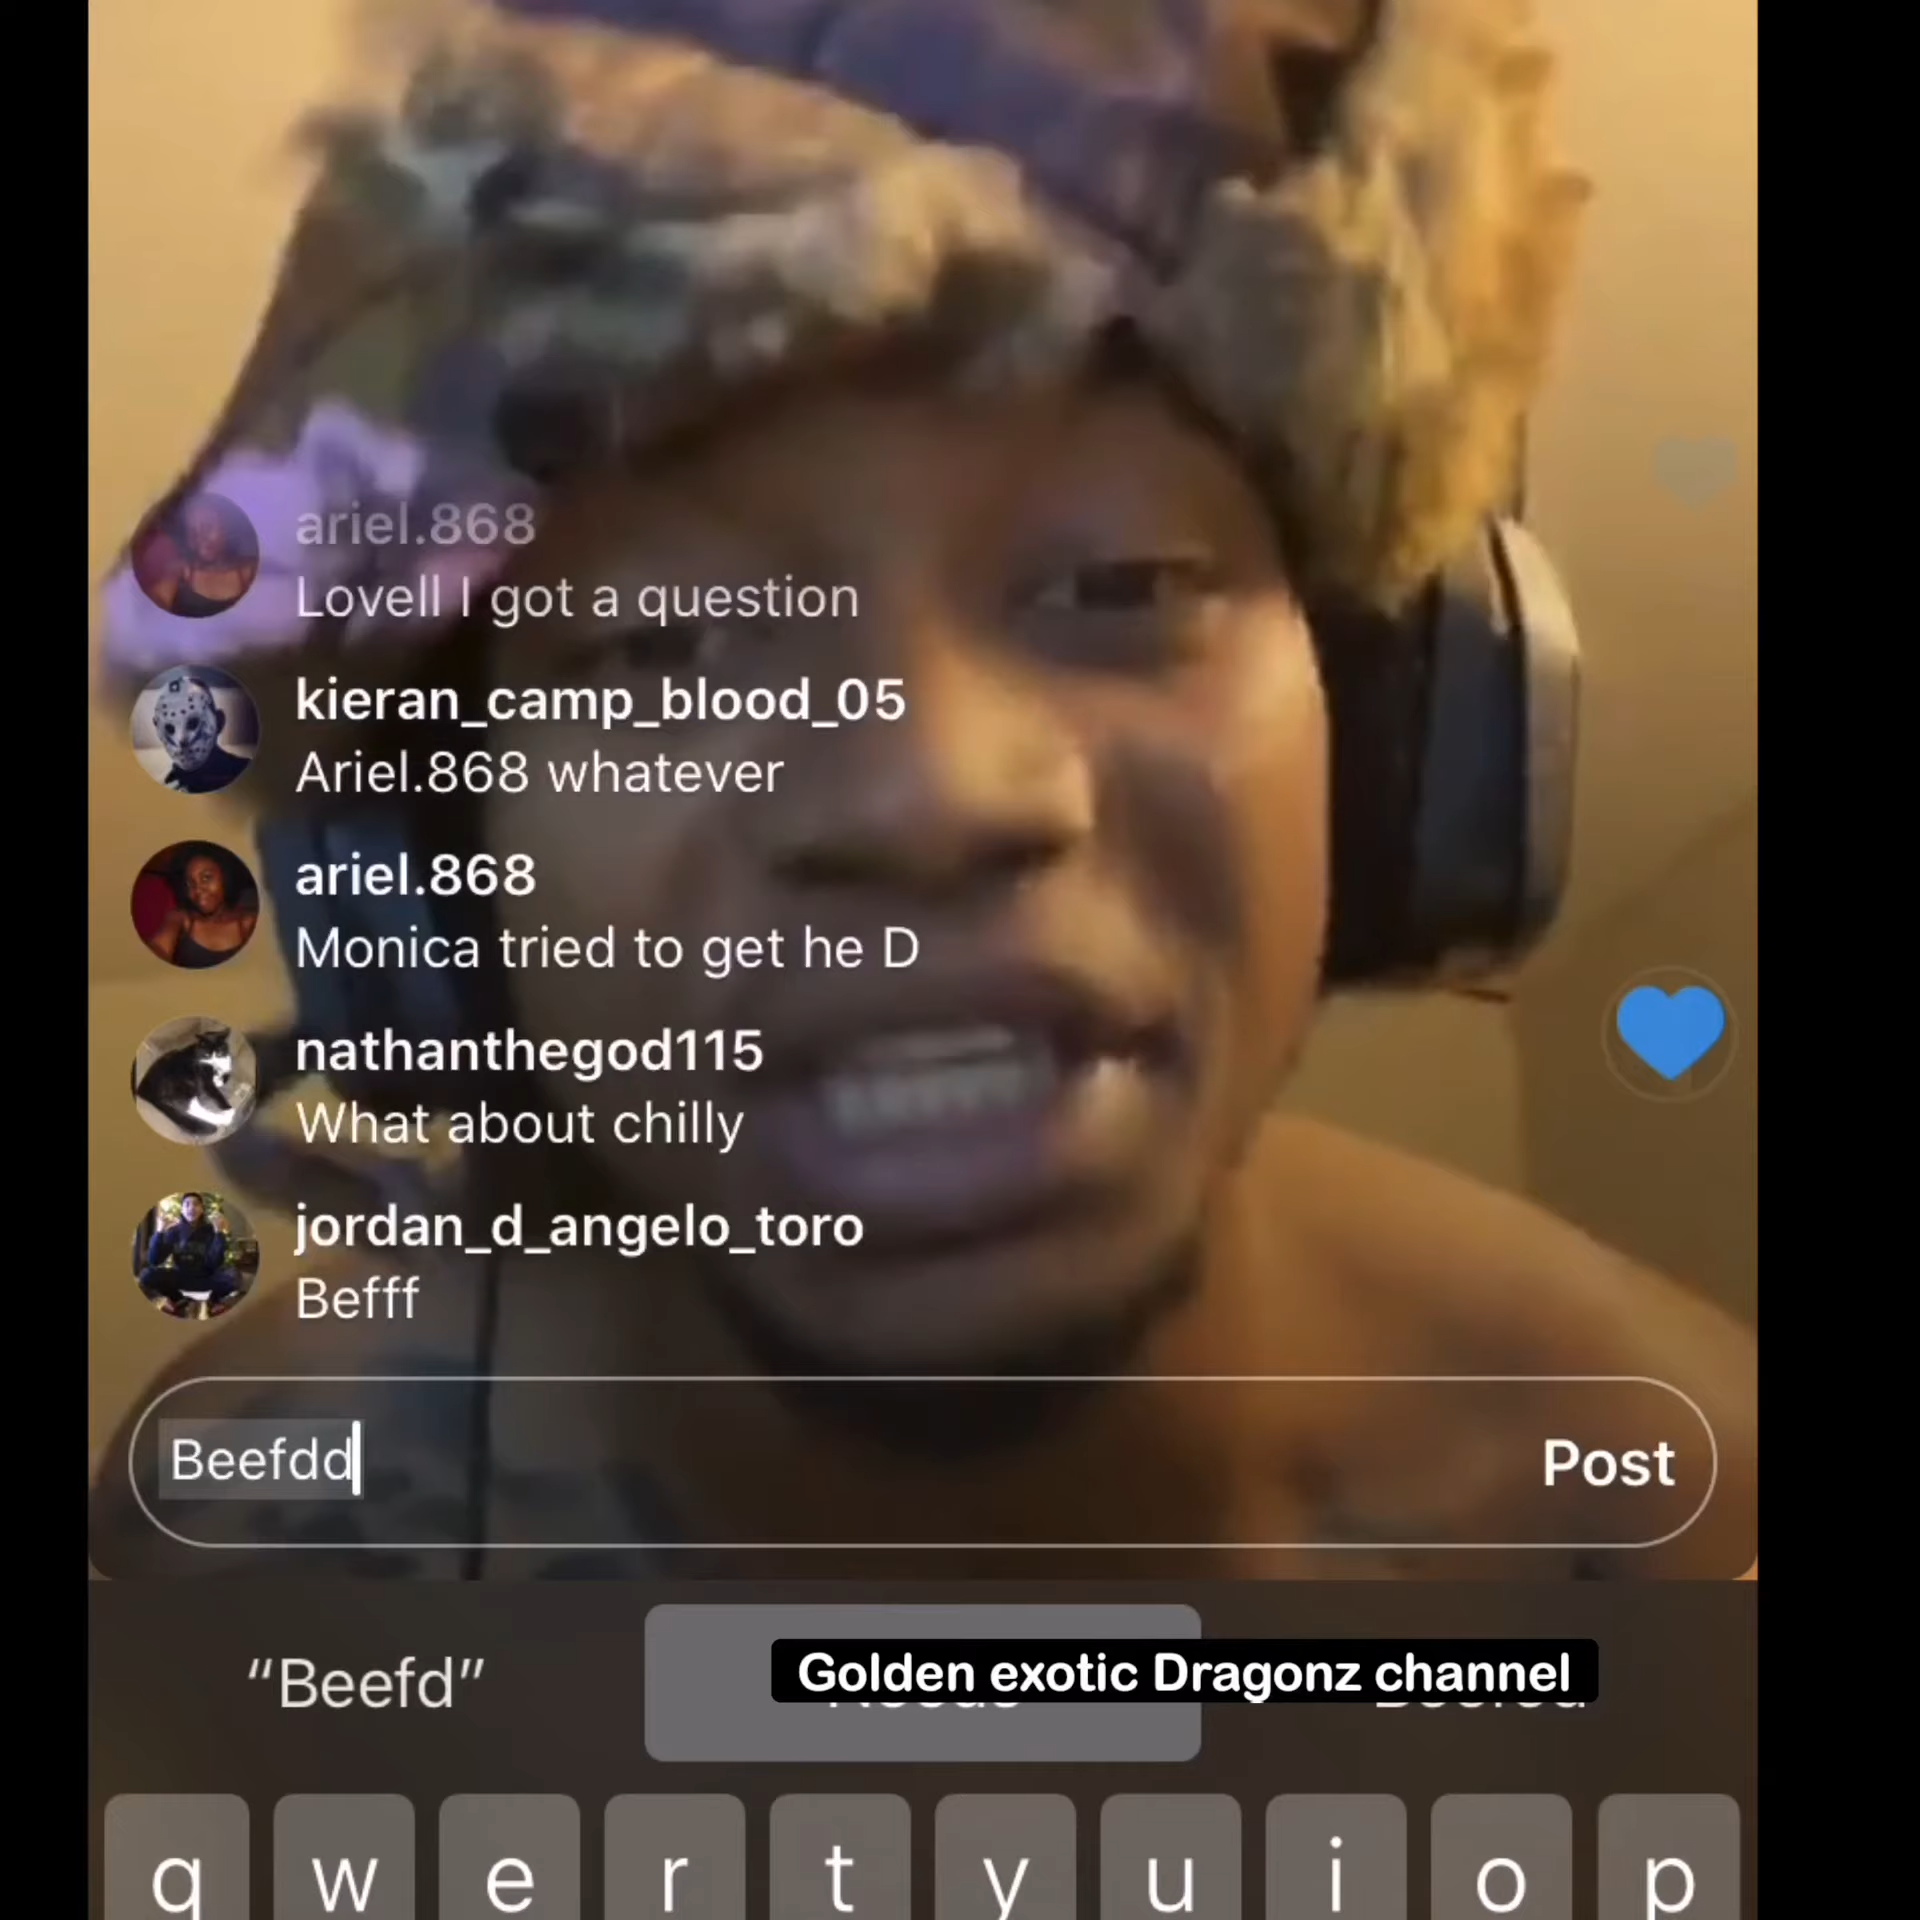 ariel.868
Lovell I got a question
kieran_camp_blood_05
Ariel.868 whatever
ariel.868
Monica tried to get he D
nathanthegod115
What about chilly
jordan_d_angelo_toro
Befff
Beefdd
Post
“Beefd”
Golden exotic Dragonz channel
q w e r t y u i o p